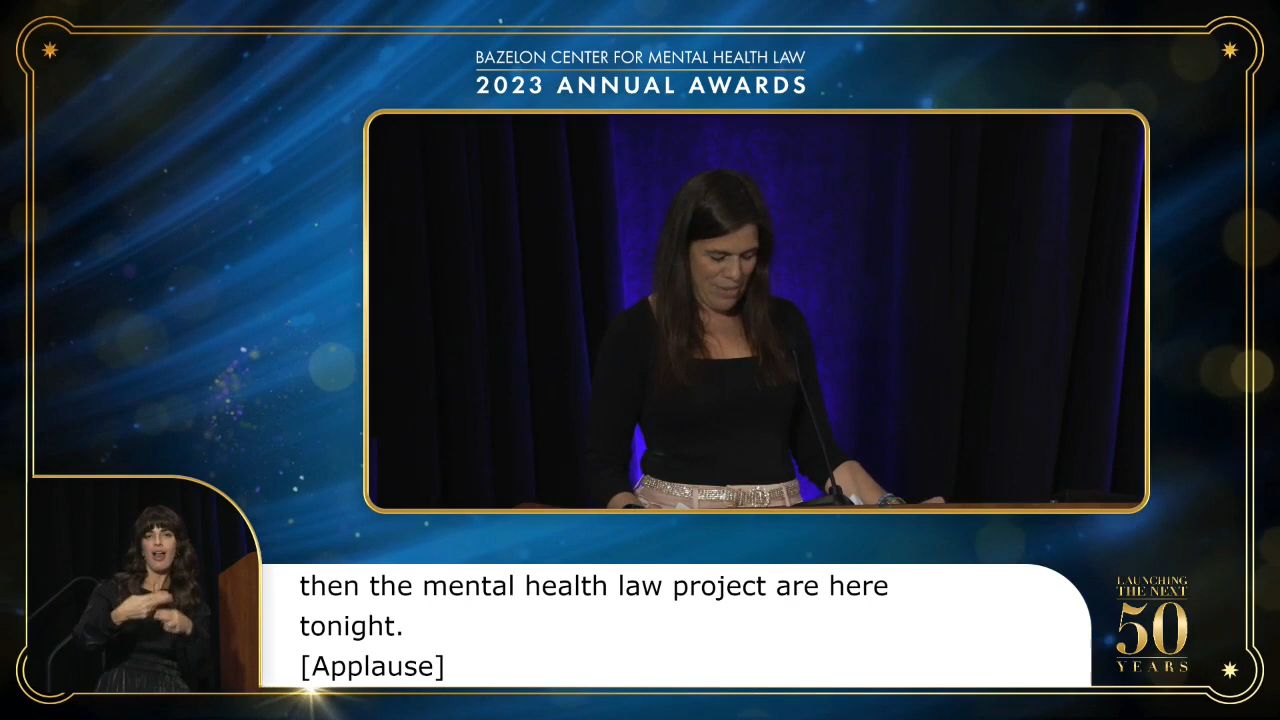 BAZELON CENTER FOR MENTAL HEALTH LAW
2023 ANNUAL AWARDS
then the mental health law project are here
tonight.
[Applause]
LAUNCHING
THE NEXT
50
YEARS